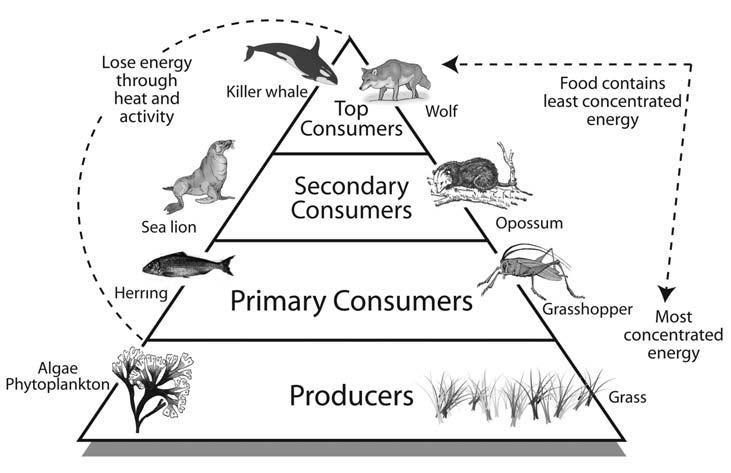 Lose energy
through
heat and
activity
Killer whale
Top
Consumers
Wolf
Food contains
least concentrated
energy
Sea lion
Secondary
Consumers
Opossum
Herring
Primary Consumers
Grasshopper
Most
concentrated
energy
Algae
Phytoplankton
Producers
Grass